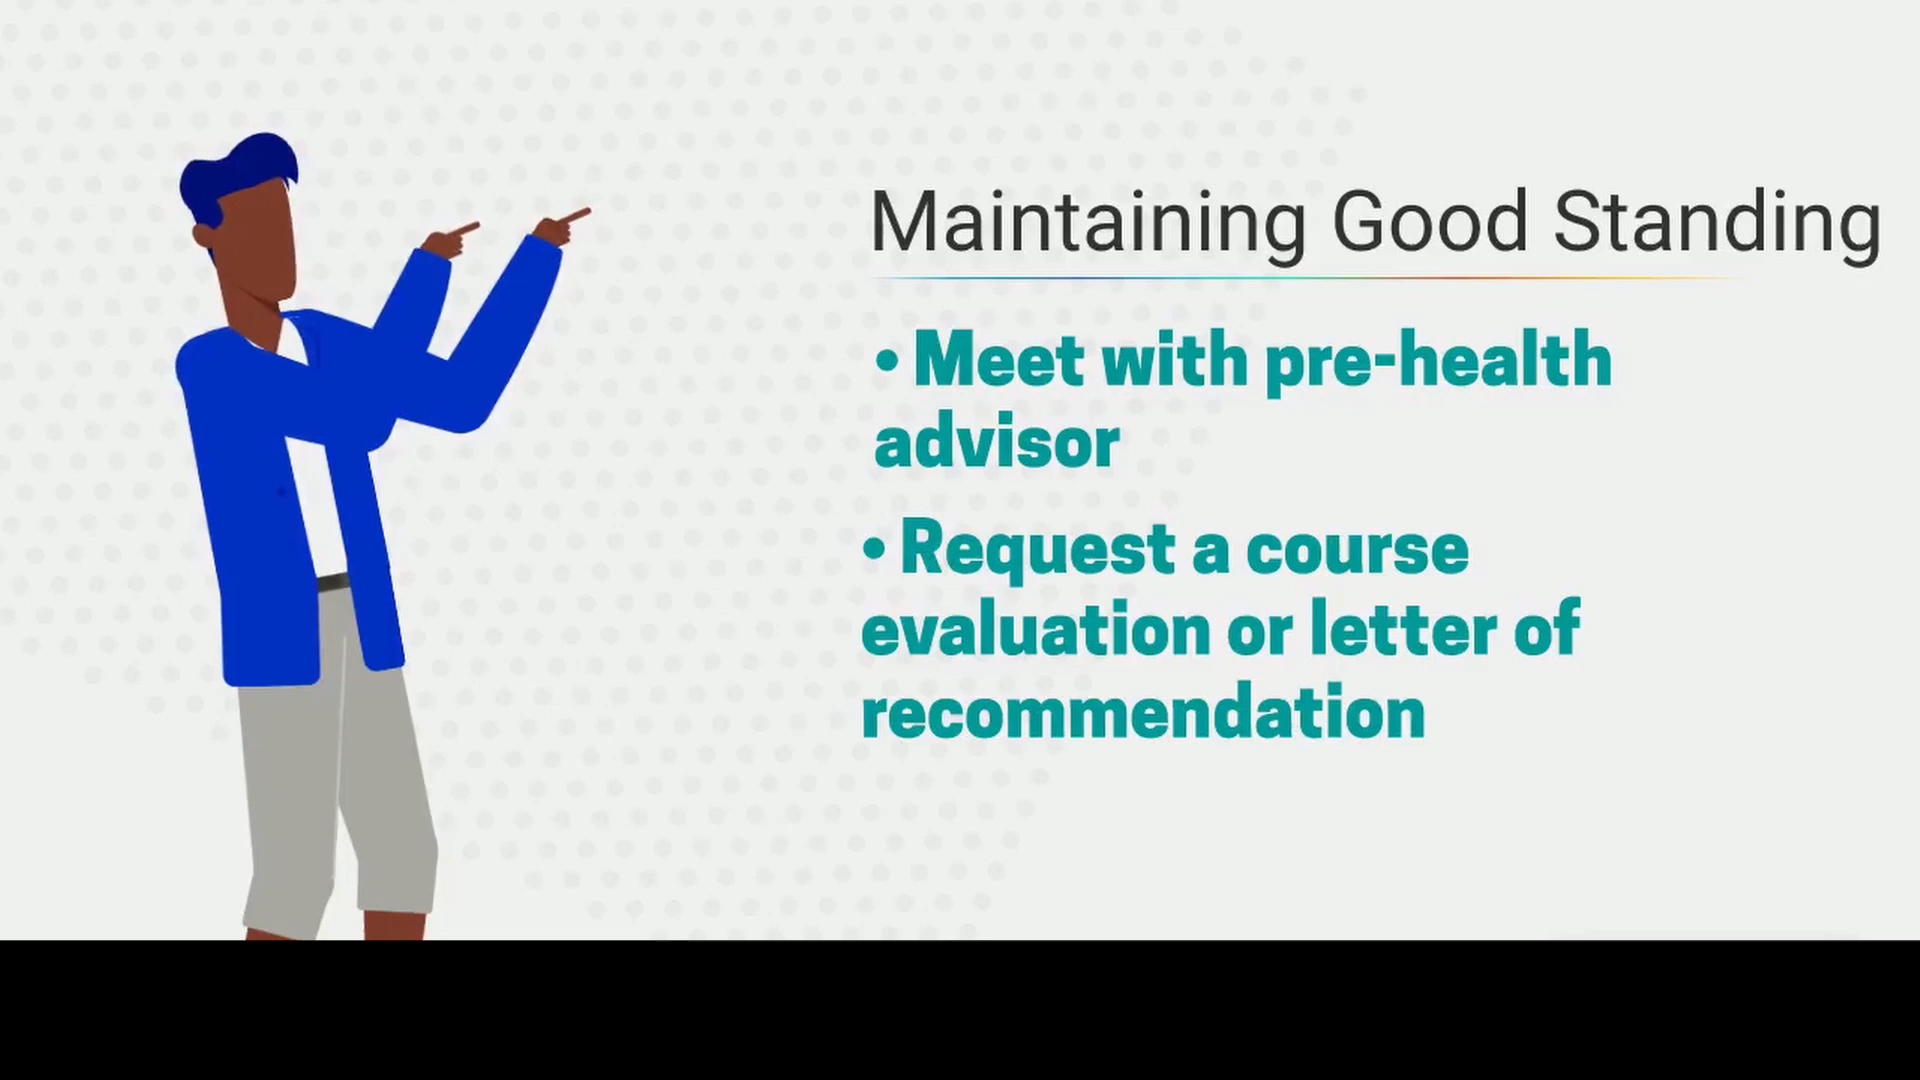 Maintaining Good Standing
• Meet with pre-health
advisor
• Request a course
evaluation or letter of
recommendation